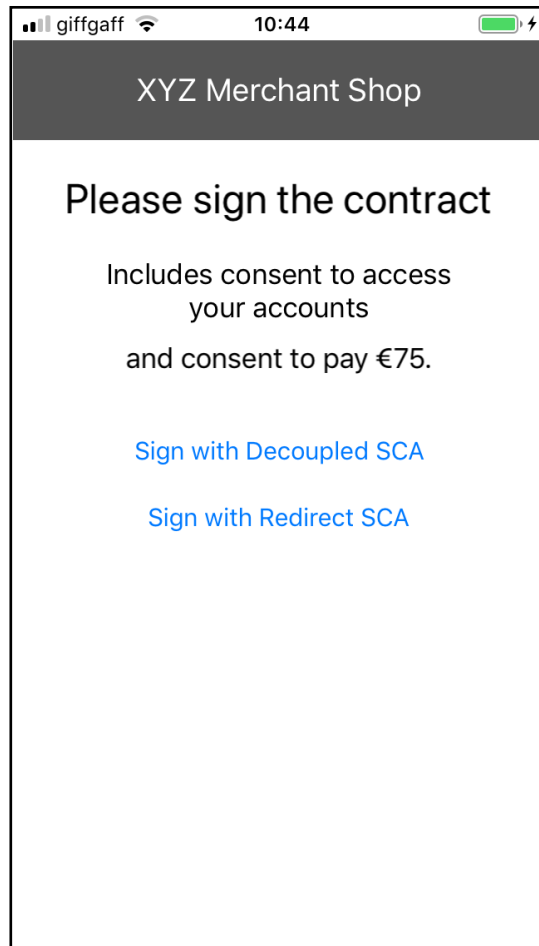 giffgaff 10:44
XYZ Merchant Shop
Please sign the contract
Includes consent to access
your accounts
and consent to pay €75.
Sign with Decoupled SCA
Sign with Redirect SCA